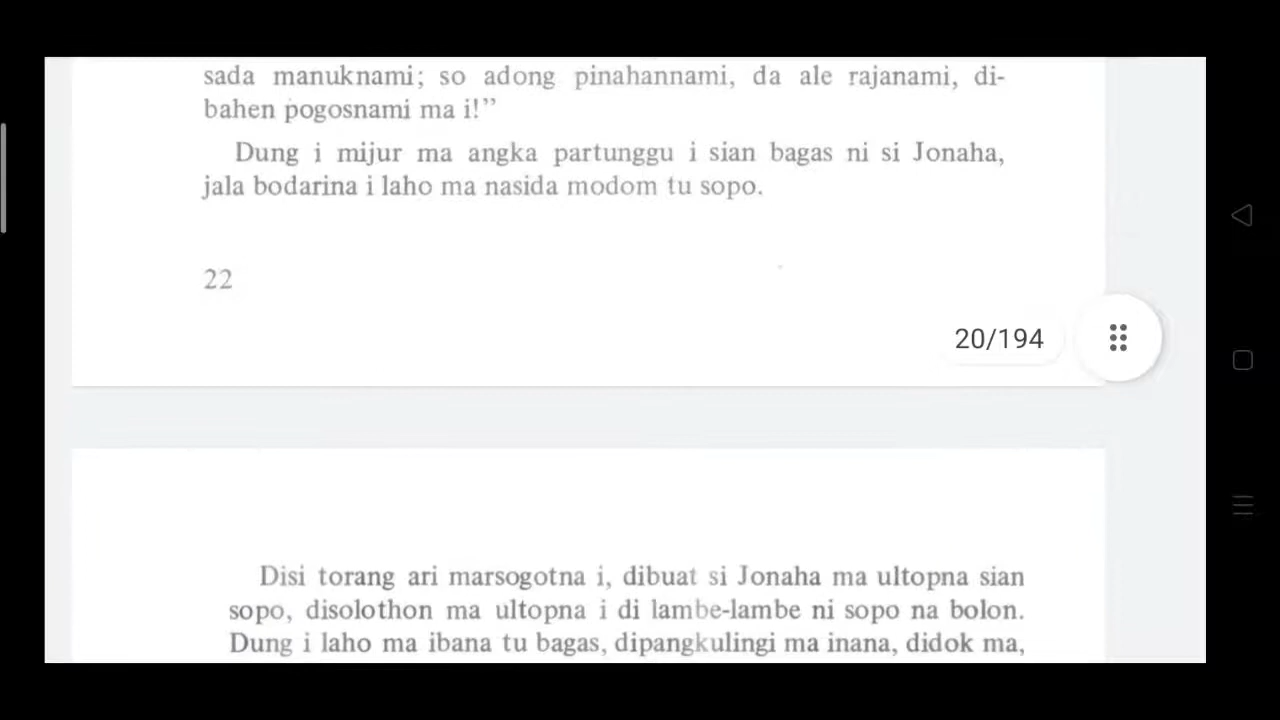 sada manuknami; so adong pinahannami, da ale rajanami, di-
bahen pogosnami ma i!”
Dung i mijur ma angka partunggu i sian bagas ni si Jonaha,
jala bodarina i laho ma nasida modom tu sopo.
22
20/194
Disi torang ari marsogotna i, dibuat si Jonaha ma ultopna sian
sopo, disolothon ma ultopna i di lambe-lambe ni sopo na bolon.
Dung i laho ma ibana tu bagas, dipangkulingi ma inana, didok ma,